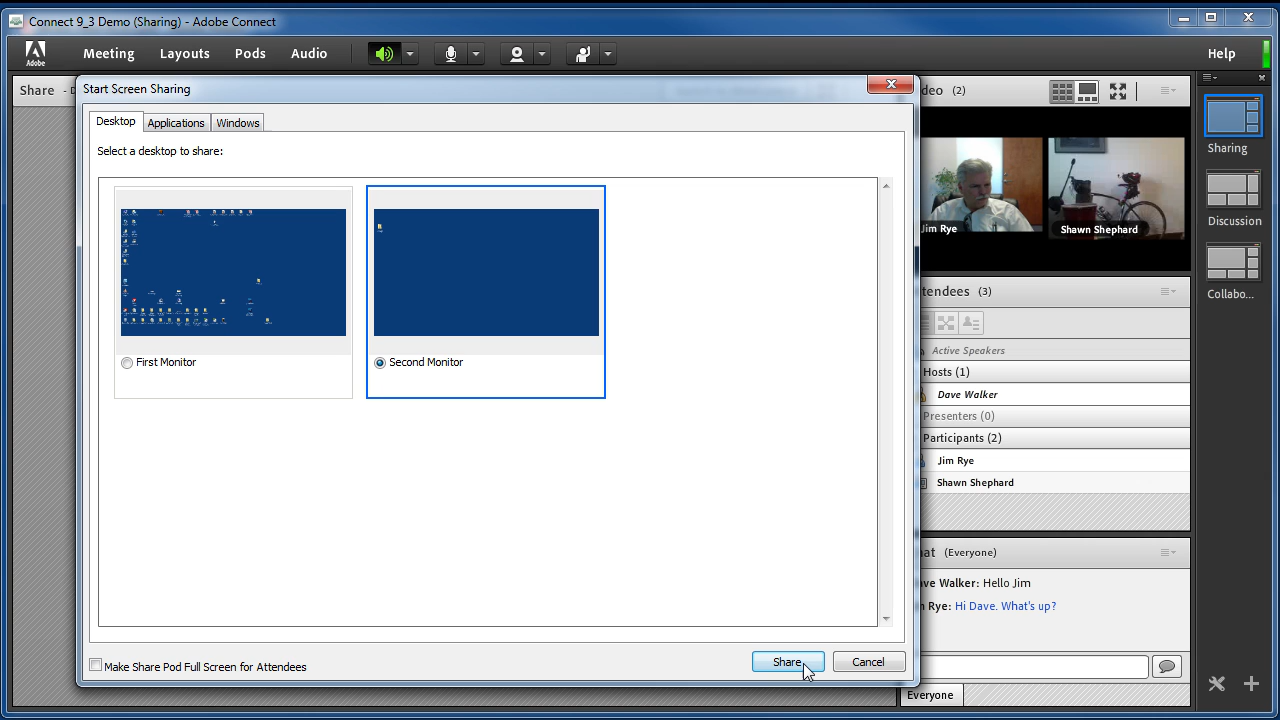 Connect 9_3 Demo (Sharing) - Adobe Connect
Adobe
Meeting
Layouts
Pods
Audio
Help
Share
Start Screen Sharing
Desktop
Applications
Windows
Select a desktop to share:
First Monitor
Second Monitor
Make Share Pod Full Screen for Attendees
Share
Cancel
deo (2)
Jim Rye
Shawn Shephard
tendees (3)
Active Speakers
Hosts (1)
Dave Walker
Presenters (0)
Participants (2)
Jim Rye
Shawn Shephard
at (Everyone)
ve Walker: Hello Jim
Rye: Hi Dave. What's up?
Everyone
Sharing
Discussion
Collabo...